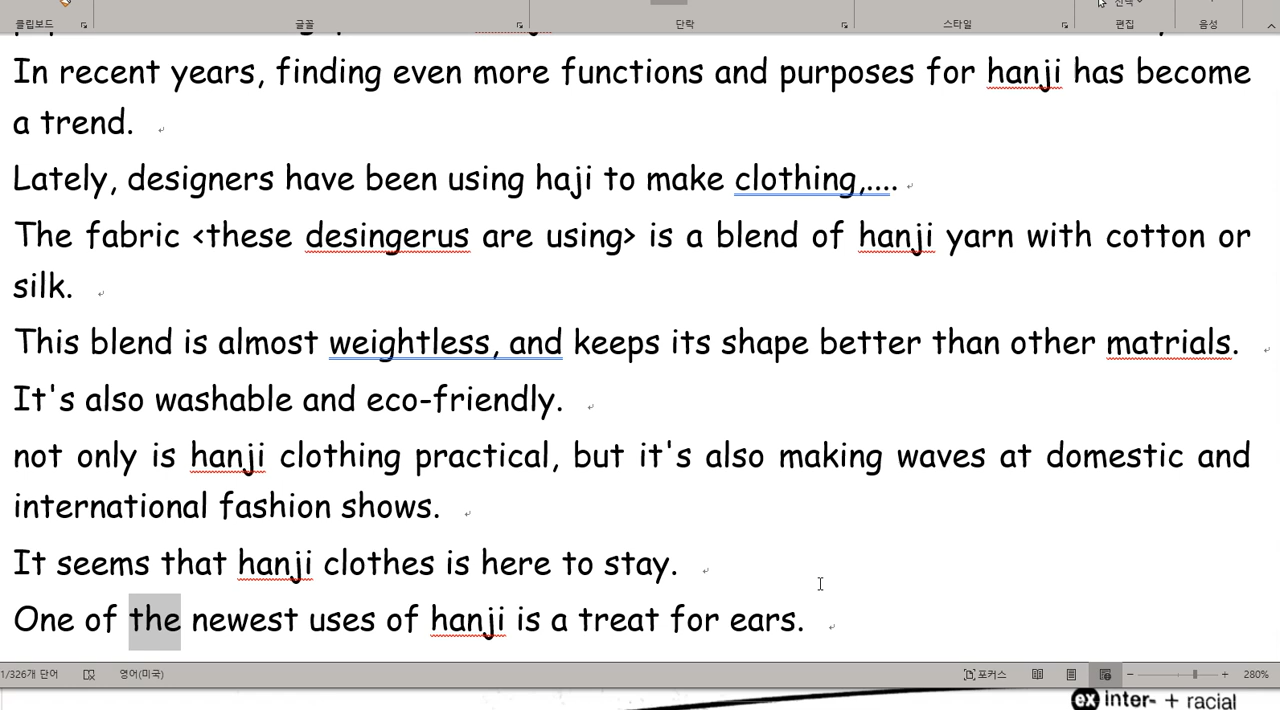 클립보드 글꼴 단락 스타일 편집 음성
In recent years, finding even more functions and purposes for hanji has become
a trend.
Lately, designers have been using haji to make clothing,....
The fabric <these desingerus are using> is a blend of hanji yarn with cotton or
silk.
This blend is almost weightless, and keeps its shape better than other matrials.
It's also washable and eco-friendly.
not only is hanji clothing practical, but it's also making waves at domestic and
international fashion shows.
It seems that hanji clothes is here to stay.
One of the newest uses of hanji is a treat for ears.
1/326개 단어 영어(미국) 포커스 280%
ex inter- + racial